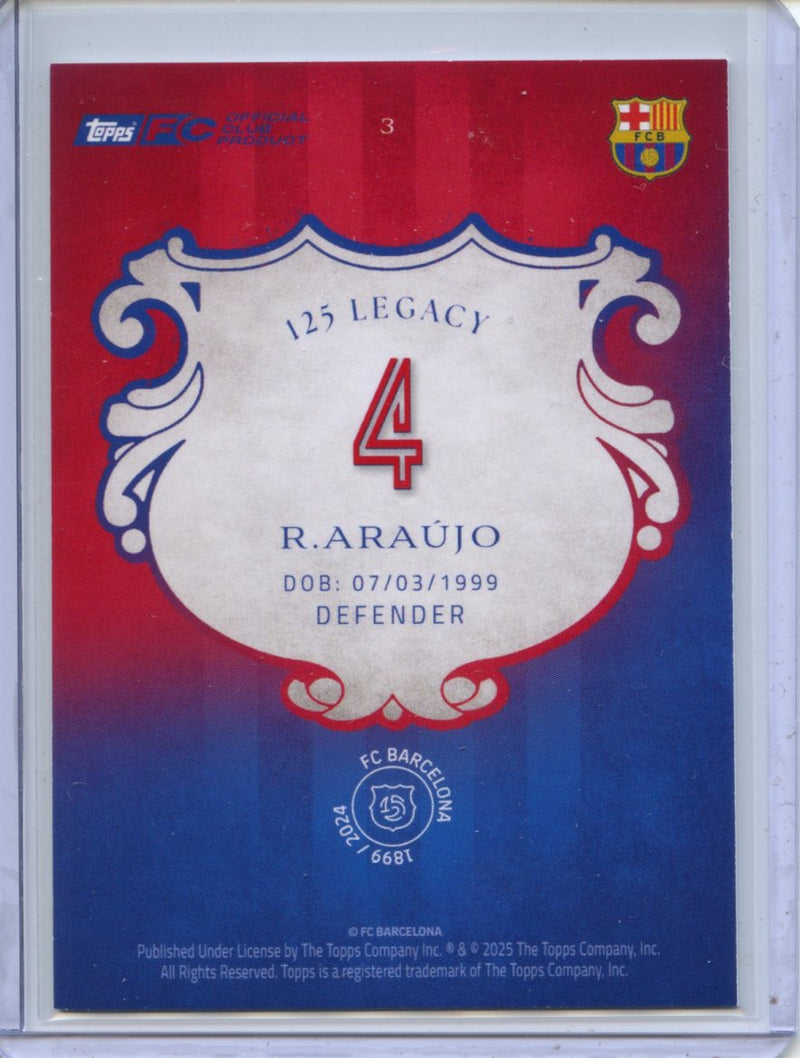 topps FC OFFICIAL
CLUB
PRODUCT
3
FCB
125 LEGACY
4
R.ARAÚJO
DOB: 07/03/1999
DEFENDER
FC BARCELONA
1899 / 2024
© FC BARCELONA
Published Under License by The Topps Company Inc. ® & © 2025 The Topps Company, Inc.
All Rights Reserved. Topps is a registered trademark of The Topps Company, Inc.